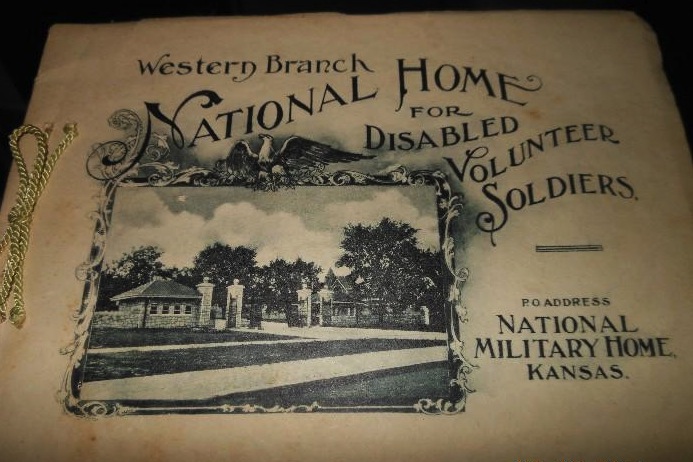 Western Branch
National Home
for
Disabled
Volunteer
Soldiers.
P.O. Address
National
Military Home,
Kansas.